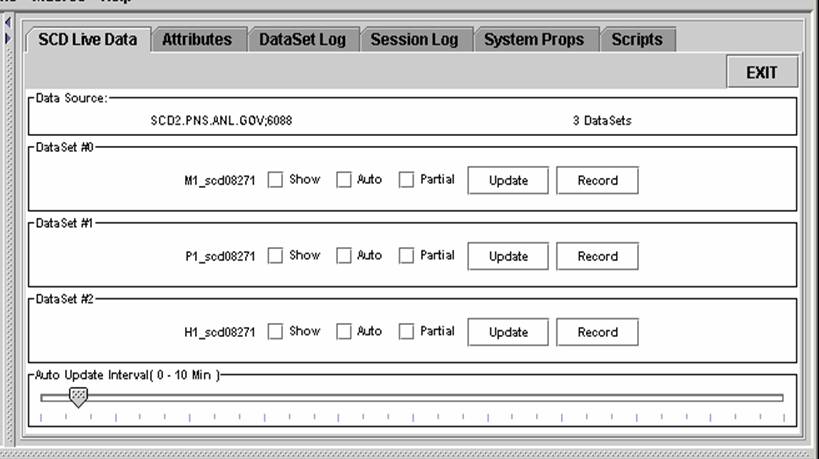 SCD Live Data Attributes DataSet Log Session Log System Props Scripts
EXIT
Data Source:
SCD2.PNS.ANL.GOV;6088 3 DataSets
DataSet #0
M1_scd08271 Show Auto Partial Update Record
DataSet #1
P1_scd08271 Show Auto Partial Update Record
DataSet #2
H1_scd08271 Show Auto Partial Update Record
Auto Update Interval( 0 - 10 Min )